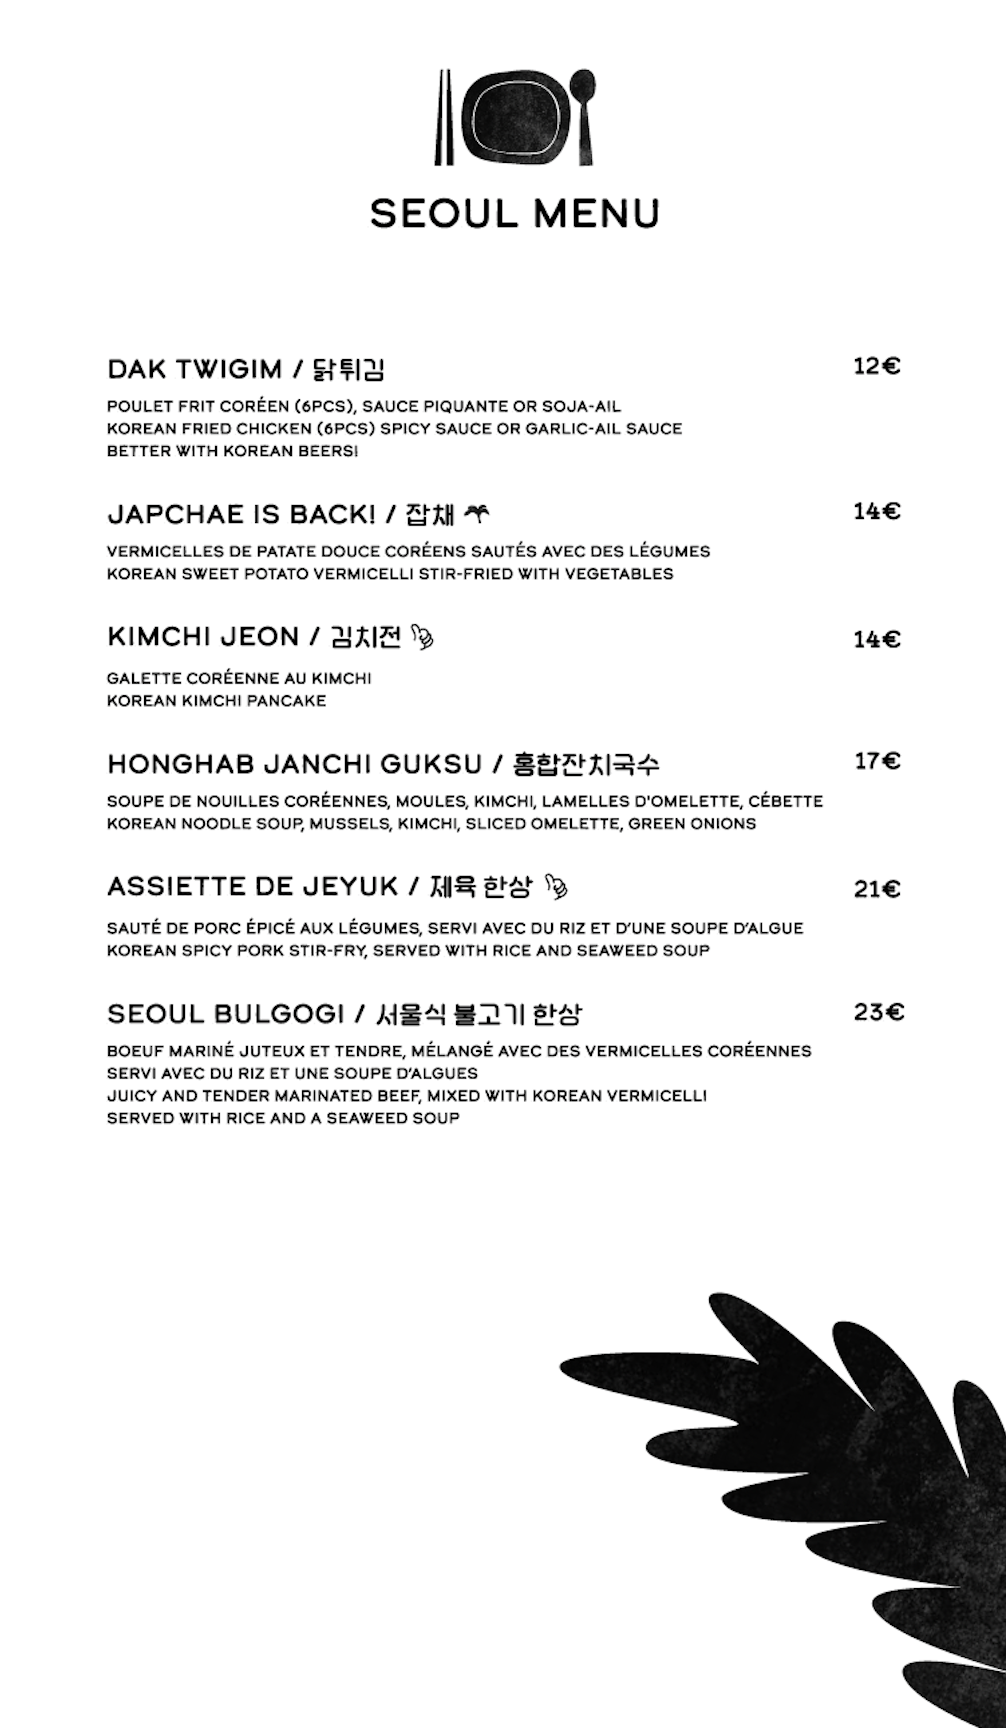 SEOUL MENU
DAK TWIGIM / 닭튀김
12€
POULET FRIT CORÉEN (6PCS), SAUCE PIQUANTE OR SOJA-AIL
KOREAN FRIED CHICKEN (6PCS) SPICY SAUCE OR GARLIC-AIL SAUCE
BETTER WITH KOREAN BEERS!
JAPCHAE IS BACK! / 잡채
14€
VERMICELLES DE PATATE DOUCE CORÉENS SAUTÉS AVEC DES LÉGUMES
KOREAN SWEET POTATO VERMICELLI STIR-FRIED WITH VEGETABLES
KIMCHI JEON / 김치전
14€
GALETTE CORÉENNE AU KIMCHI
KOREAN KIMCHI PANCAKE
HONGHAB JANCHI GUKSU / 홍합잔치국수
17€
SOUPE DE NOUILLES CORÉENNES, MOULES, KIMCHI, LAMELLES D'OMELETTE, CÉBETTE
KOREAN NOODLE SOUP, MUSSELS, KIMCHI, SLICED OMELETTE, GREEN ONIONS
ASSIETTE DE JEYUK / 제육 한상
21€
SAUTÉ DE PORC ÉPICÉ AUX LÉGUMES, SERVI AVEC DU RIZ ET D'UNE SOUPE D'ALGUE
KOREAN SPICY PORK STIR-FRY, SERVED WITH RICE AND SEAWEED SOUP
SEOUL BULGOGI / 서울식 불고기 한상
23€
BOEUF MARINÉ JUTEUX ET TENDRE, MÉLANGÉ AVEC DES VERMICELLES CORÉENNES
SERVI AVEC DU RIZ ET UNE SOUPE D'ALGUES
JUICY AND TENDER MARINATED BEEF, MIXED WITH KOREAN VERMICELLI
SERVED WITH RICE AND A SEAWEED SOUP